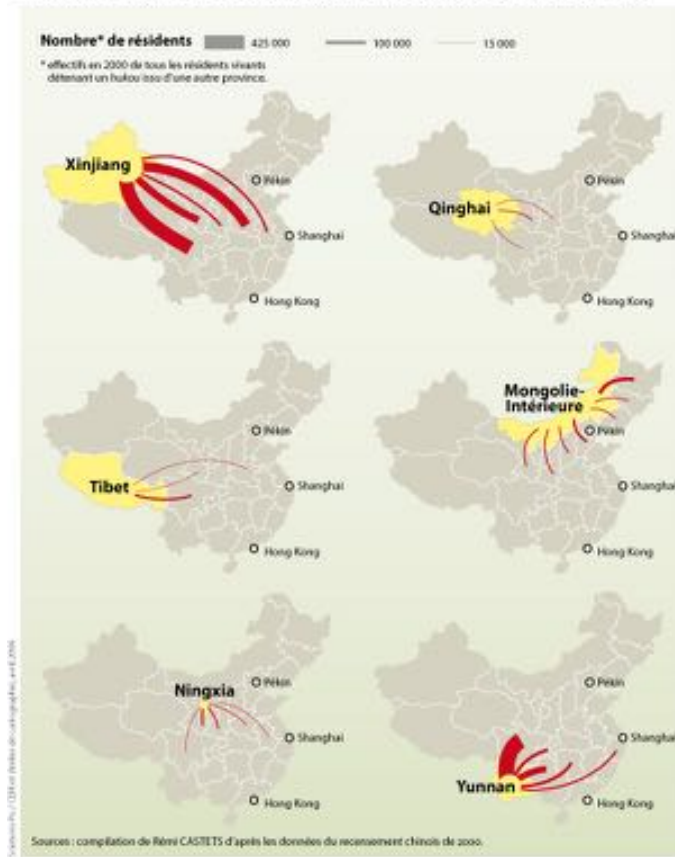 Nombre* de résidents 425 000 100 000 15 000
* effectifs en 2000 de tous les résidents vivants
détenant un hukou issu d'une autre province.
Xinjiang
Pékin
Shanghai
Hong Kong
Qinghai
Pékin
Shanghai
Hong Kong
Tibet
Pékin
Shanghai
Hong Kong
Mongolie-
Intérieure
Pékin
Shanghai
Hong Kong
Ningxia
Pékin
Shanghai
Hong Kong
Yunnan
Pékin
Shanghai
Hong Kong
Sources : compilation de Rémi CASTETS d'après les données du recensement chinois de 2000.